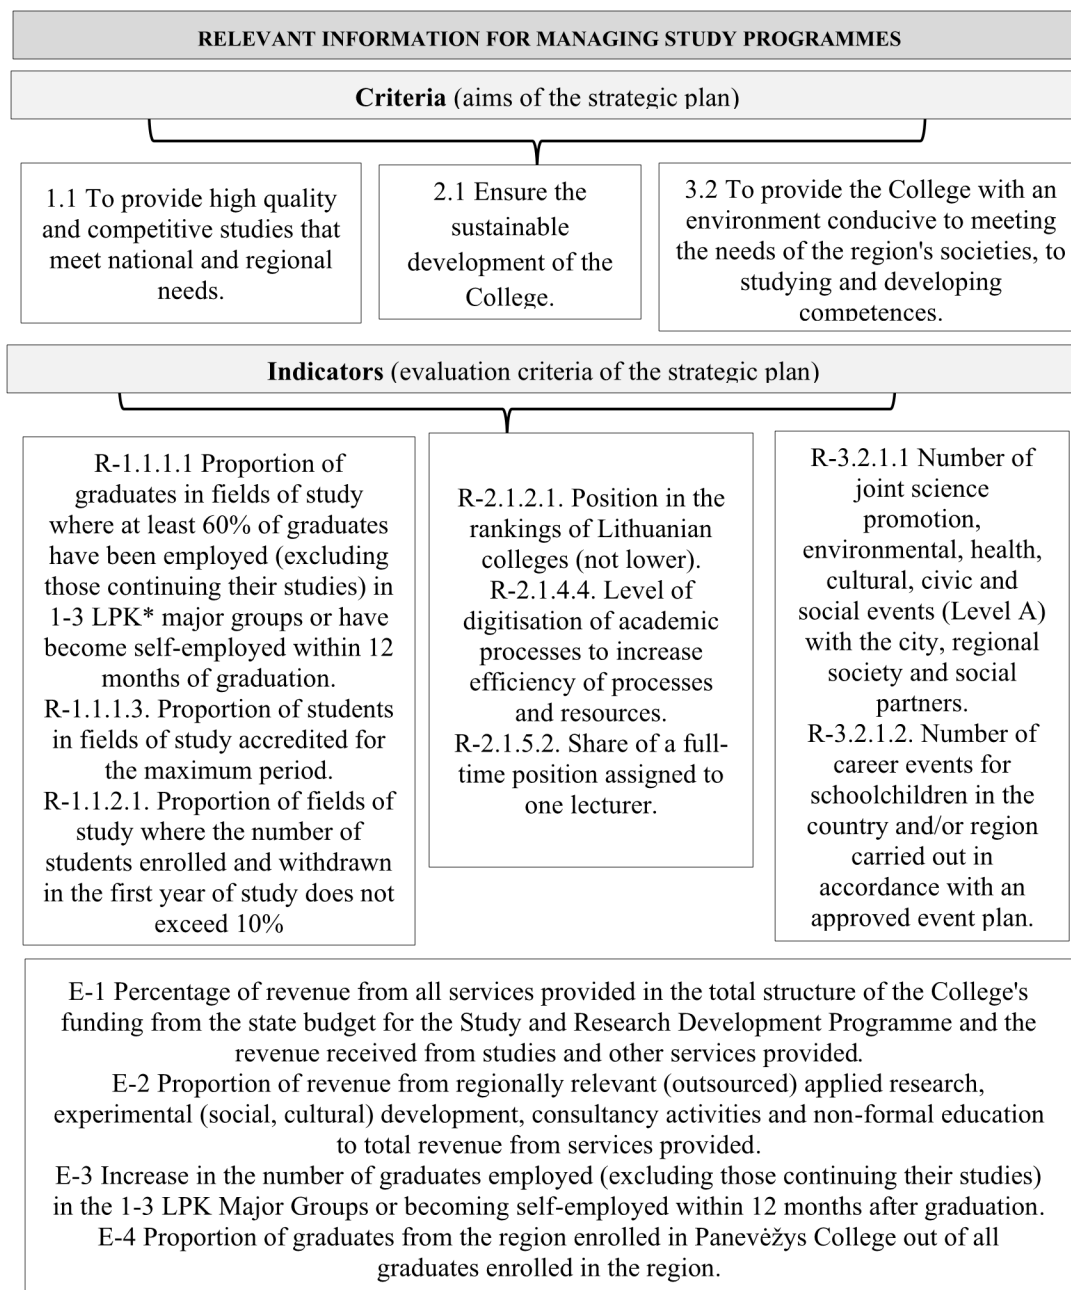 RELEVANT INFORMATION FOR MANAGING STUDY PROGRAMMES
Criteria (aims of the strategic plan)
1.1 To provide high quality
and competitive studies that
meet national and regional
needs.
2.1 Ensure the
sustainable
development of the
College.
3.2 To provide the College with an
environment conducive to meeting
the needs of the region's societies, to
studying and developing
competences.
Indicators (evaluation criteria of the strategic plan)
R-1.1.1.1 Proportion of
graduates in fields of study
where at least 60% of graduates
have been employed (excluding
those continuing their studies) in
1-3 LPK* major groups or have
become self-employed within 12
months of graduation.
R-1.1.1.3. Proportion of students
in fields of study accredited for
the maximum period.
R-1.1.2.1. Proportion of fields of
study where the number of
students enrolled and withdrawn
in the first year of study does not
exceed 10%
R-2.1.2.1. Position in the
rankings of Lithuanian
colleges (not lower).
R-2.1.4.4. Level of
digitisation of academic
processes to increase
efficiency of processes
and resources.
R-2.1.5.2. Share of a full-
time position assigned to
one lecturer.
R-3.2.1.1 Number of
joint science
promotion,
environmental, health,
cultural, civic and
social events (Level A)
with the city, regional
society and social
partners.
R-3.2.1.2. Number of
career events for
schoolchildren in the
country and/or region
carried out in
accordance with an
approved event plan.
E-1 Percentage of revenue from all services provided in the total structure of the College's
funding from the state budget for the Study and Research Development Programme and the
revenue received from studies and other services provided.
E-2 Proportion of revenue from regionally relevant (outsourced) applied research,
experimental (social, cultural) development, consultancy activities and non-formal education
to total revenue from services provided.
E-3 Increase in the number of graduates employed (excluding those continuing their studies)
in the 1-3 LPK Major Groups or becoming self-employed within 12 months after graduation.
E-4 Proportion of graduates from the region enrolled in Panevėžys College out of all
graduates enrolled in the region.